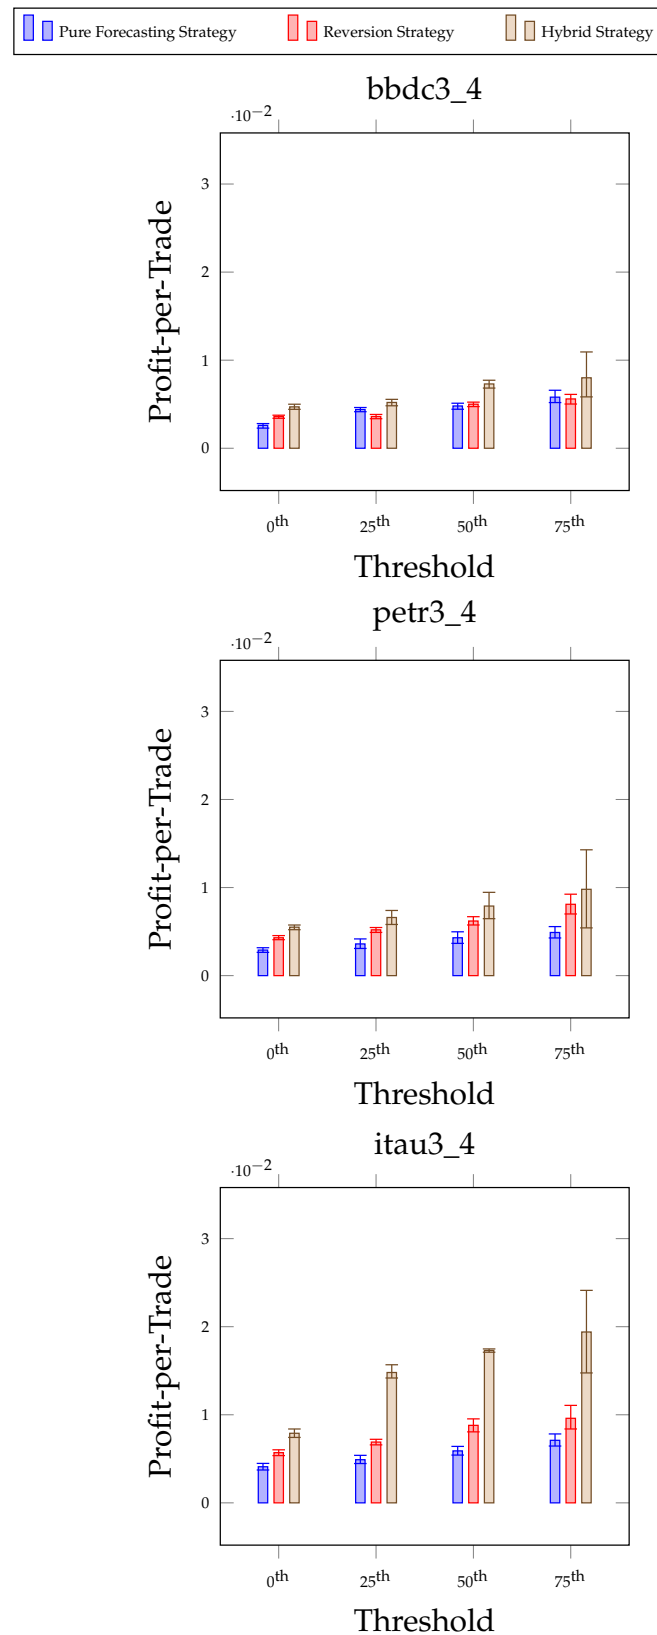 Pure Forecasting Strategy Reversion Strategy Hybrid Strategy
bbdc3_4
·10−2
3
2
1
0
Profit-per-Trade
0th 25th 50th 75th
Threshold
petr3_4
·10−2
3
2
1
0
Profit-per-Trade
0th 25th 50th 75th
Threshold
itau3_4
·10−2
3
2
1
0
Profit-per-Trade
0th 25th 50th 75th
Threshold